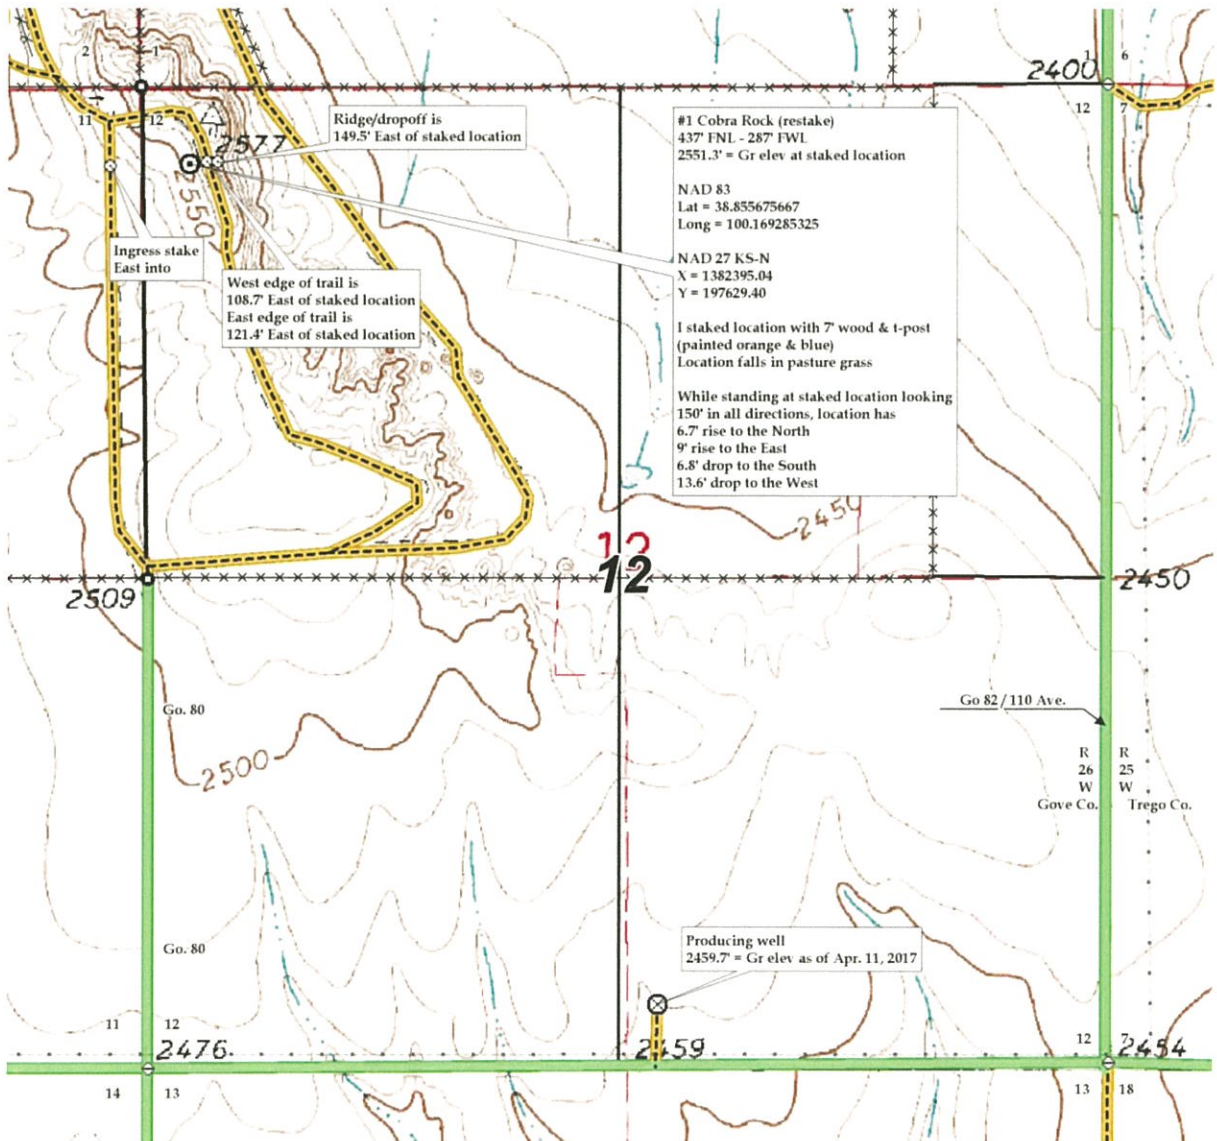 2
1
1
6
2400
11
12
12
7
2577
Ridge/dropoff is
149.5' East of staked location
#1 Cobra Rock (restake)
437' FNL - 287' FWL
2551.3' = Gr elev at staked location
NAD 83
Lat = 38.855675667
Long = 100.169285325
NAD 27 KS-N
X = 1382395.04
Y = 197629.40
I staked location with 7' wood & t-post
(painted orange & blue)
Location falls in pasture grass
While standing at staked location looking
150' in all directions, location has
6.7' rise to the North
9' rise to the East
6.8' drop to the South
13.6' drop to the West
2550
Ingress stake
East into
West edge of trail is
108.7' East of staked location
East edge of trail is
121.4' East of staked location
2450
12
12
2509
2450
Go. 80
Go 82/110 Ave.
2500
R R
26 25
W W
Gove Co. Trego Co.
Go. 80
Producing well
2459.7' = Gr elev as of Apr. 11, 2017
11
12
2476
2459
12
7
2454
14
13
13
18